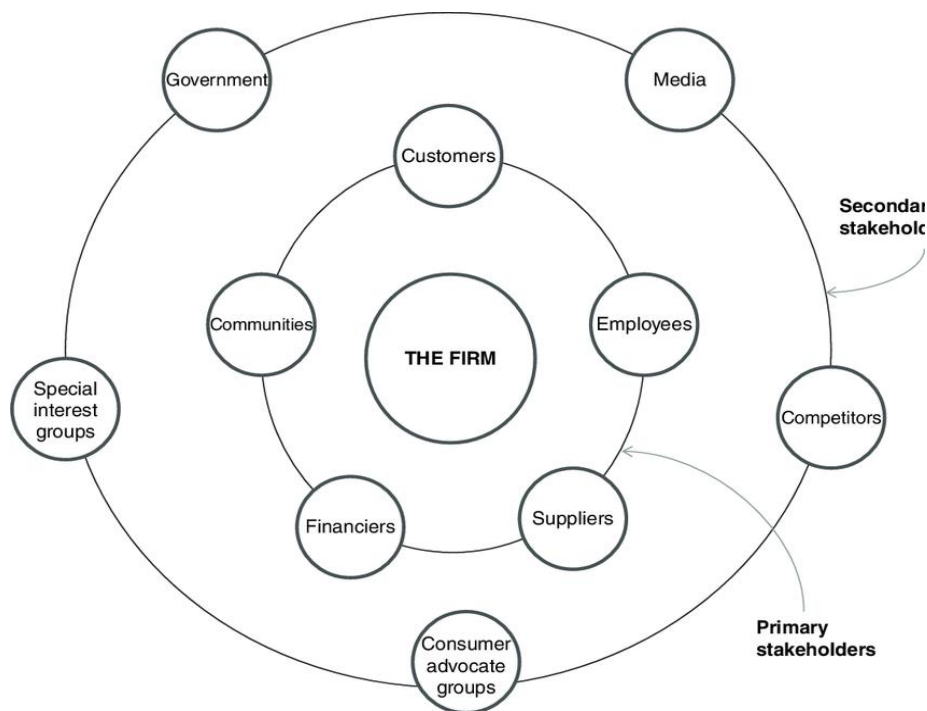 Government
Media
Customers
Secondar
stakehold
Communities
Employees
THE FIRM
Special
interest
groups
Competitors
Financiers
Suppliers
Primary
stakeholders
Consumer
advocate
groups